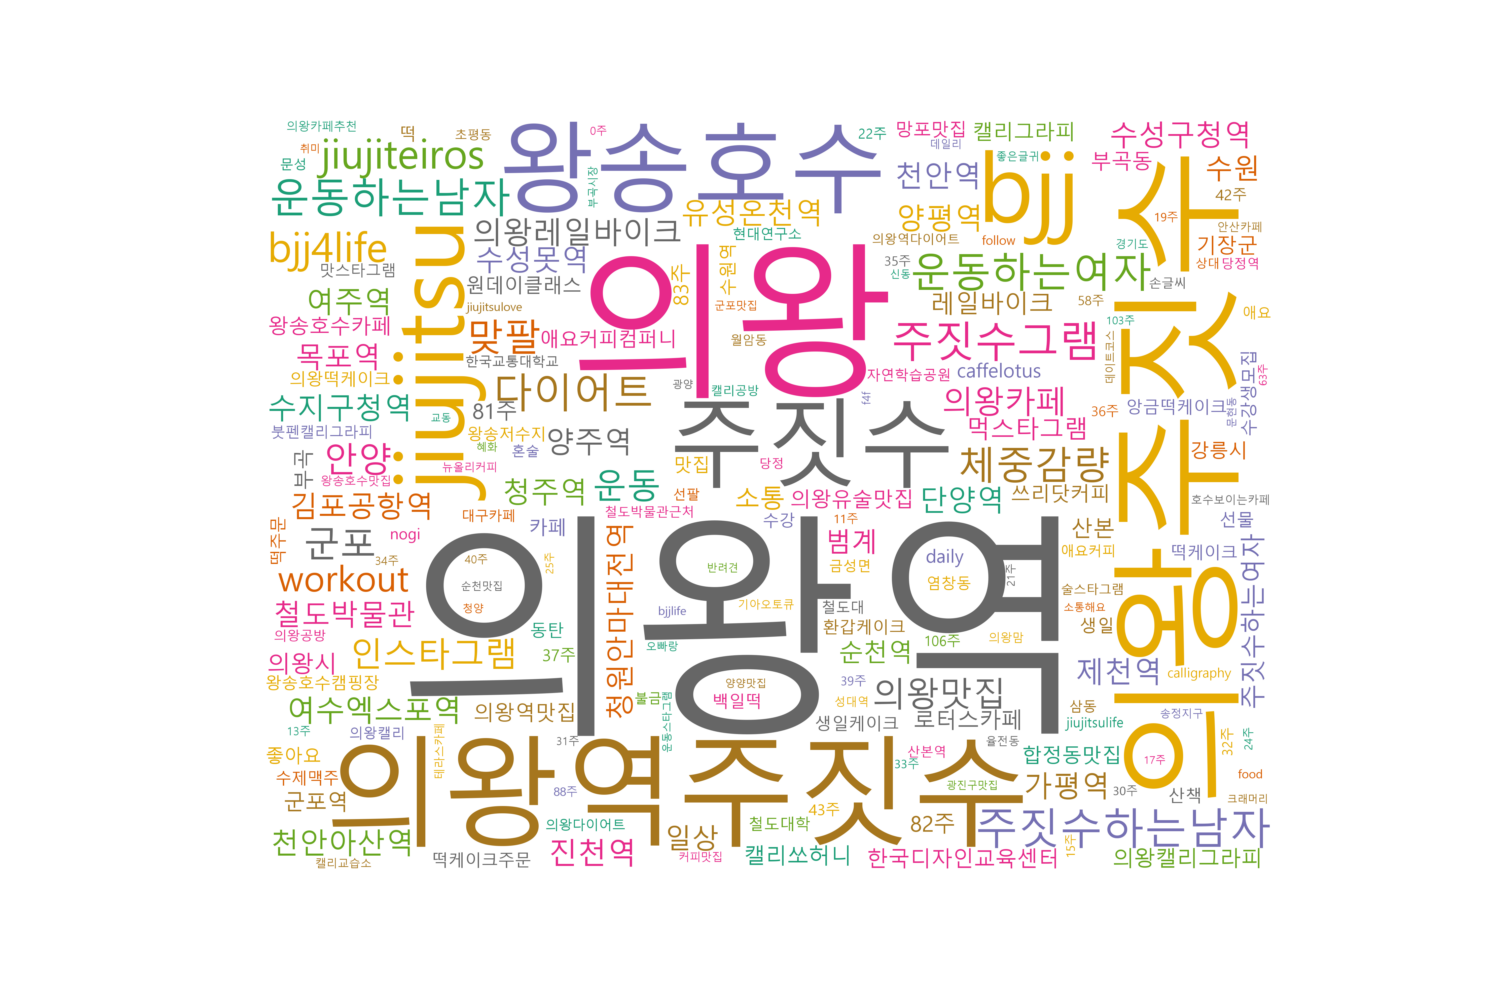 의왕카페추천
떡
초평동
0주
22주
망포맛집
캘리그라피
수성구청역
취미
jiujiteiros
왕송호수
데일리
좋은글귀
부곡동
수원
문성
부곡시장
천안역
bjj
42주
운동하는남자
유성온천역
양평역
19주
안산카페
bjj4life
의왕레일바이크
현대연구소
의왕역다이어트
follow
경기도
기장군
맛스타그램
수성못역
수원역
35주
운동하는여자
상대
당정역
여주역
jiujitsu
원데이클래스
83주
의왕
신동
손글씨
jiujitsulove
군포맛집
레일바이크
58주
왕송호수카페
맞팔
애요커피컴퍼니
월암동
주짓수그램
103주
애요
목포역
한국교통대학교
자연학습공원
caffelotus
데이트코스
의왕떡케이크
다이어트
광양
캘리공방
f4f
의왕카페
63주
수지구청역
81주
주짓수
36주
앙금떡케이크
수강생모집
문현동
교동
붓펜캘리그라피
왕송저수지
양주역
먹스타그램
강릉시
부곡
안양
혜화
혼술
맛집
당정
체중감량
뉴올리커피
왕송호수맛집
청주역
운동
선팔
소통
의왕유술맛집
단양역
쓰리닷커피
호수보이는카페
김포공항역
대구카페
카페
철도박물관근처
수강
11주
산본
선물
떡주문
군포
nogi
의왕역
범계
daily
애요커피
떡케이크
34주
40주
25주
청원안마대전역
반려견
금성면
workout
순천맛집
기아오토큐
염창동
21주
술스타그램
철도박물관
청양
bjjlife
철도대
소통해요
의왕공방
동탄
환갑케이크
106주
의왕맘
생일
주짓수하는여자
의왕시
인스타그램
37주
오빠랑
순천역
제천역
왕송호수캠핑장
양양맛집
39주
의왕맛집
calligraphy
여수엑스포역
의왕역맛집
불금
백일떡
성대역
삼동
송정지구
13주
의왕캘리
운동스타그램
생일케이크
로터스카페
jiujitsulife
의왕주짓수
좋아요
테라스카페
31주
산본역
율전동
합정동맛집
32주
24주
수제맥주
의왕역주짓수
33주
17주
food
군포역
88주
광진구맛집
가평역
30주
산책
크래머리
천안아산역
의왕다이어트
일상
철도대학
43주
82주
주짓수하는남자
캘리교습소
떡케이크주문
진천역
커피맛집
캘리쏘허니
한국디자인교육센터
15주
의왕캘리그라피